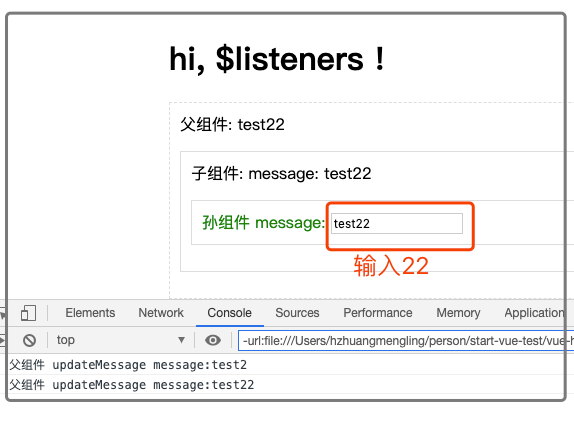 hi, $listeners！
父组件: test22
子组件: message: test22
孙组件 message: test22
输入22
Elements Network Console Sources Performance Memory Application
top -url:file:///Users/hzhuangmengling/person/start-vue-test/vue-h
父组件 updateMessage message:test2
父组件 updateMessage message:test22